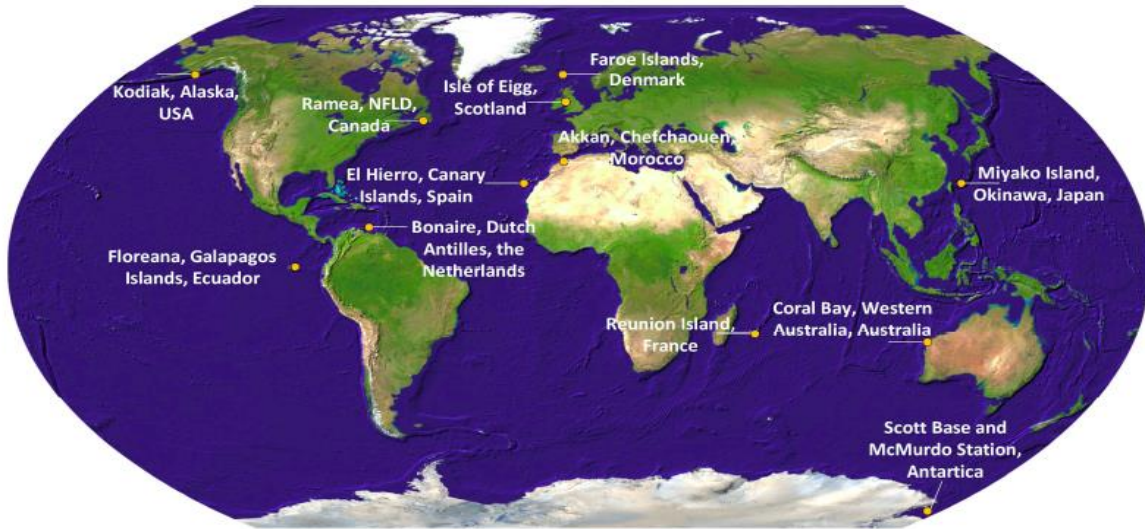 Kodiak, Alaska,
USA
Ramea, NFLD,
Canada
Isle of Eigg,
Scotland
Faroe Islands,
Denmark
Akkan, Chefchaouen,
Morocco
El Hierro, Canary
Islands, Spain
Miyako Island,
Okinawa, Japan
Bonaire, Dutch
Antilles, the
Netherlands
Floreana, Galapagos
Islands, Ecuador
Reunion Island,
France
Coral Bay, Western
Australia, Australia
Scott Base and
McMurdo Station,
Antartica